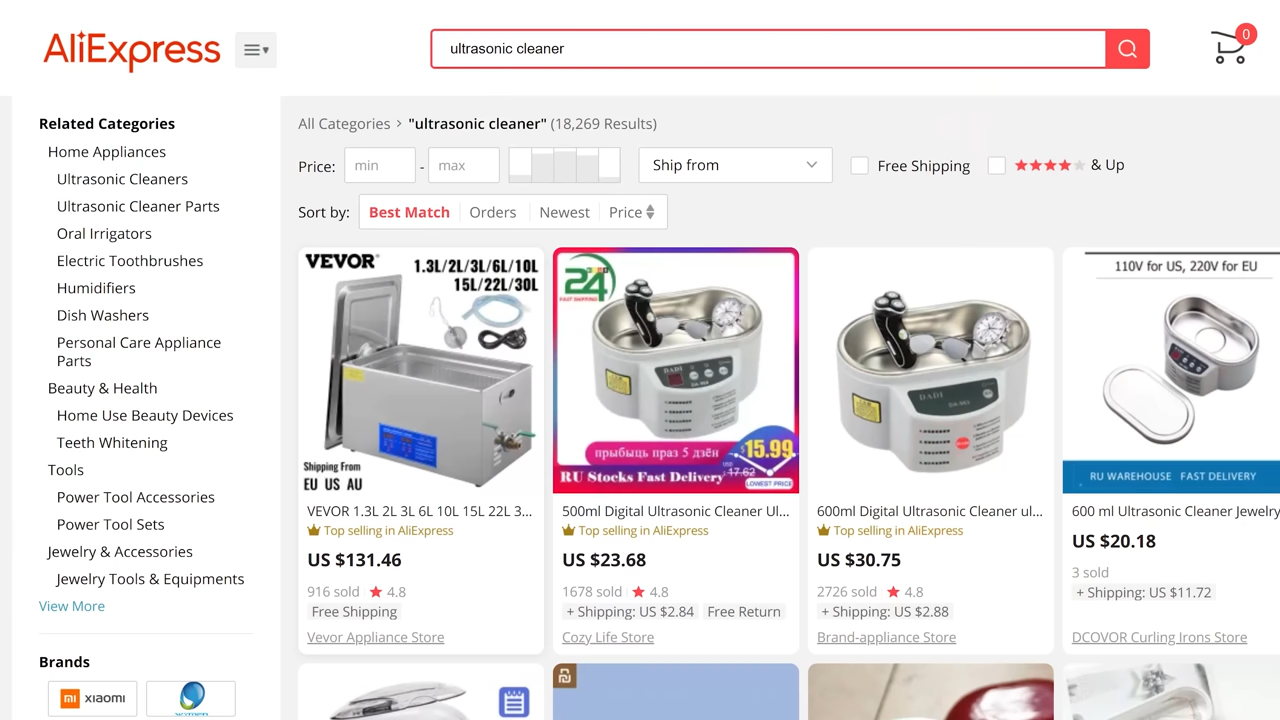 AliExpress
ultrasonic cleaner
0
Related Categories
Home Appliances
Ultrasonic Cleaners
Ultrasonic Cleaner Parts
Oral Irrigators
Electric Toothbrushes
Humidifiers
Dish Washers
Personal Care Appliance
Parts
Beauty & Health
Home Use Beauty Devices
Teeth Whitening
Tools
Power Tool Accessories
Power Tool Sets
Jewelry & Accessories
Jewelry Tools & Equipments
View More
Brands
xiaomi
All Categories > "ultrasonic cleaner" (18,269 Results)
Price: min - max Ship from Free Shipping & Up
Sort by: Best Match Orders Newest Price
VEVOR
1.3L/2L/3L/6L/10L
15L/22L/30L
Shipping From
EU US AU
VEVOR 1.3L 2L 3L 6L 10L 15L 22L 3...
Top selling in AliExpress
US $131.46
916 sold 4.8
Free Shipping
Vevor Appliance Store
24
FAST SHIPPING
DADI
прыбыць праз 5 дзён
15.99
USD 17.62
LOWEST PRICE
RU Stocks Fast Delivery
500ml Digital Ultrasonic Cleaner Ul...
Top selling in AliExpress
US $23.68
1678 sold 4.8
+ Shipping: US $2.84 Free Return
Cozy Life Store
DADI
600ml Digital Ultrasonic Cleaner ul...
Top selling in AliExpress
US $30.75
2726 sold 4.8
+ Shipping: US $2.88
Brand-appliance Store
110V for US, 220V for EU
RU WAREHOUSE FAST DELIVERY
600 ml Ultrasonic Cleaner Jewelry
US $20.18
3 sold
+ Shipping: US $11.72
DCOVOR Curling Irons Store